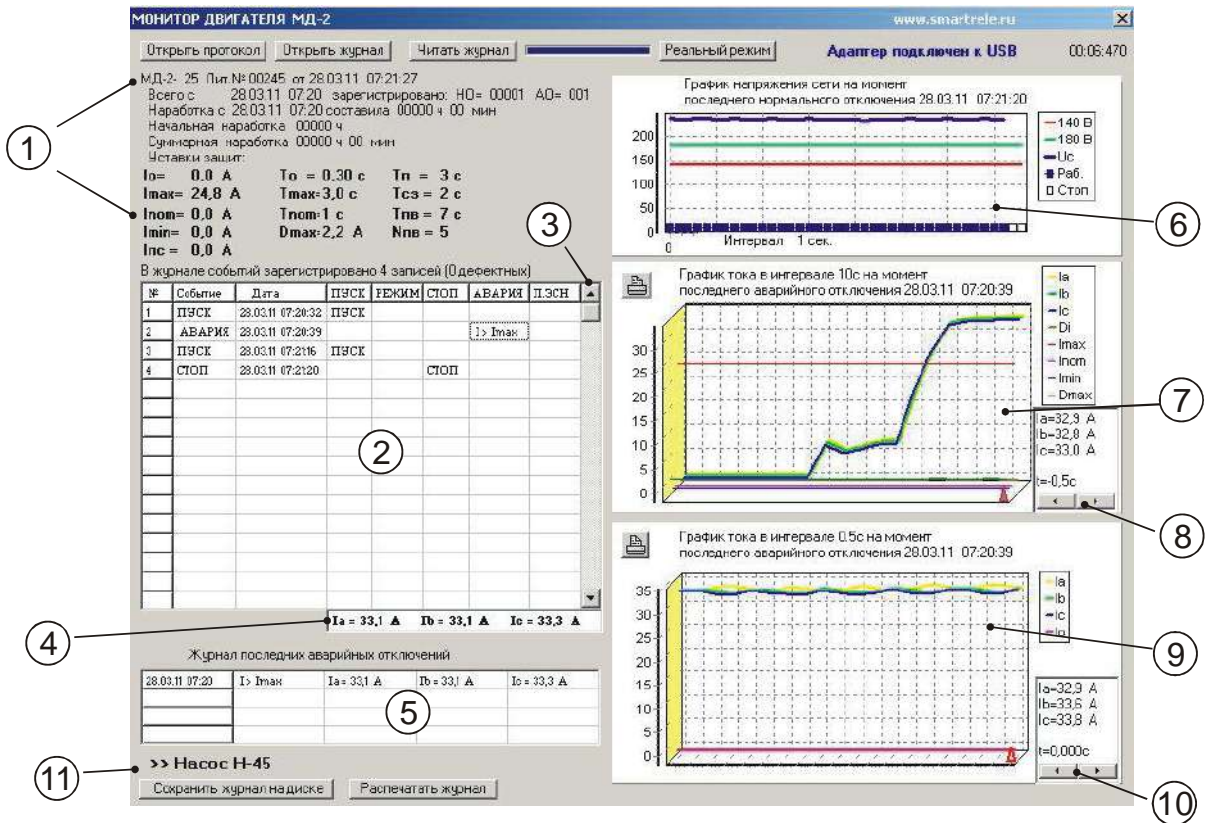 МОНИТОР ДВИГАТЕЛЯ МД-2
www.smartrele.ru
Открыть протокол
Открыть журнал
Читать журнал
Реальный режим
Адаптер подключен к USB
00:06:470
МД-2- 25 Пит.№00245 от 28.03.11 07:21:27
Всего с 28.03.11 07:20 зарегистрировано: НО= 00001 АО= 001
Наработка с 28.03.11 07:20 составила 00000 ч 00 мин
Начальная наработка 00000 ч
Суммарная наработка 00000 ч 00 мин
Уставки защит:
Io= 0,0 А То = 0.30 с Тп = 3 с
Imax= 24,8 А Tmax=3,0 с Тсз = 2 с
Inom= 0,0 А Tnom=1 с Тпв = 7 с
Imin= 0,0 А Dmax=2,2 А Nпв = 5
Iпс = 0,0 А
В журнале событий зарегистрировано 4 записей (0 дефектных)
№ Событие Дата ПУСК РЕЖИМ СТОП АВАРИЯ П.ЭСН
1 ПУСК 28.03.11 07:20:32 ПУСК
2 АВАРИЯ 28.03.11 07:20:39 I> Imax
3 ПУСК 28.03.11 07:21:16 ПУСК
4 СТОП 28.03.11 07:21:20 СТОП
Ia = 33,1 А Ib = 33,1 А Ic = 33,3 А
Журнал последних аварийных отключений
28.03.11 07:20 I> Imax Ia = 33,1 А Ib = 33,1 А Ic = 33,3 А
>> Насос Н-45
Сохранить журнал на диске
Распечатать журнал
График напряжения сети на момент
последнего нормального отключения 28.03.11 07:21:20
200
150
100
50
0
0
Интервал 1 сек.
140 В
180 В
Uc
Раб.
Стоп
График тока в интервале 10с на момент
последнего аварийного отключения 28.03.11 07:20:39
30
25
20
15
10
5
0
Ia
Ib
Ic
Di
Imax
Inom
Imin
Dmax
Ia=32,9 А
Ib=32,8 А
Ic=33,0 А
t=-0,5с
График тока в интервале 0.5с на момент
последнего аварийного отключения 28.03.11 07:20:39
35
30
25
20
10
5
0
Ia
Ib
Ic
Io
Ia=32,9 А
Ib=33,6 А
Ic=33,8 А
t=0,000с
1
2
3
4
5
6
7
8
9
10
11